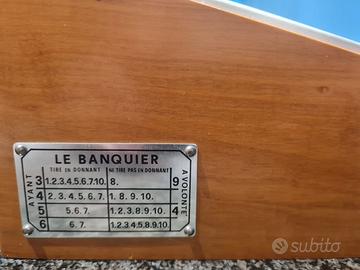 LE BANQUIER
TIRE EN DONNANT NE TIRE PAS EN DONNANT
AYANT
3 1.2.3.4.5.6.7.10. 8. 9
4 2.3.4.5.6.7. 1.8.9.10.
5 5.6.7. 1.2.3.8.9.10. 4
6 6.7. 1.2.3.4.5.8.9.10.
A VOLONTÉ
subito